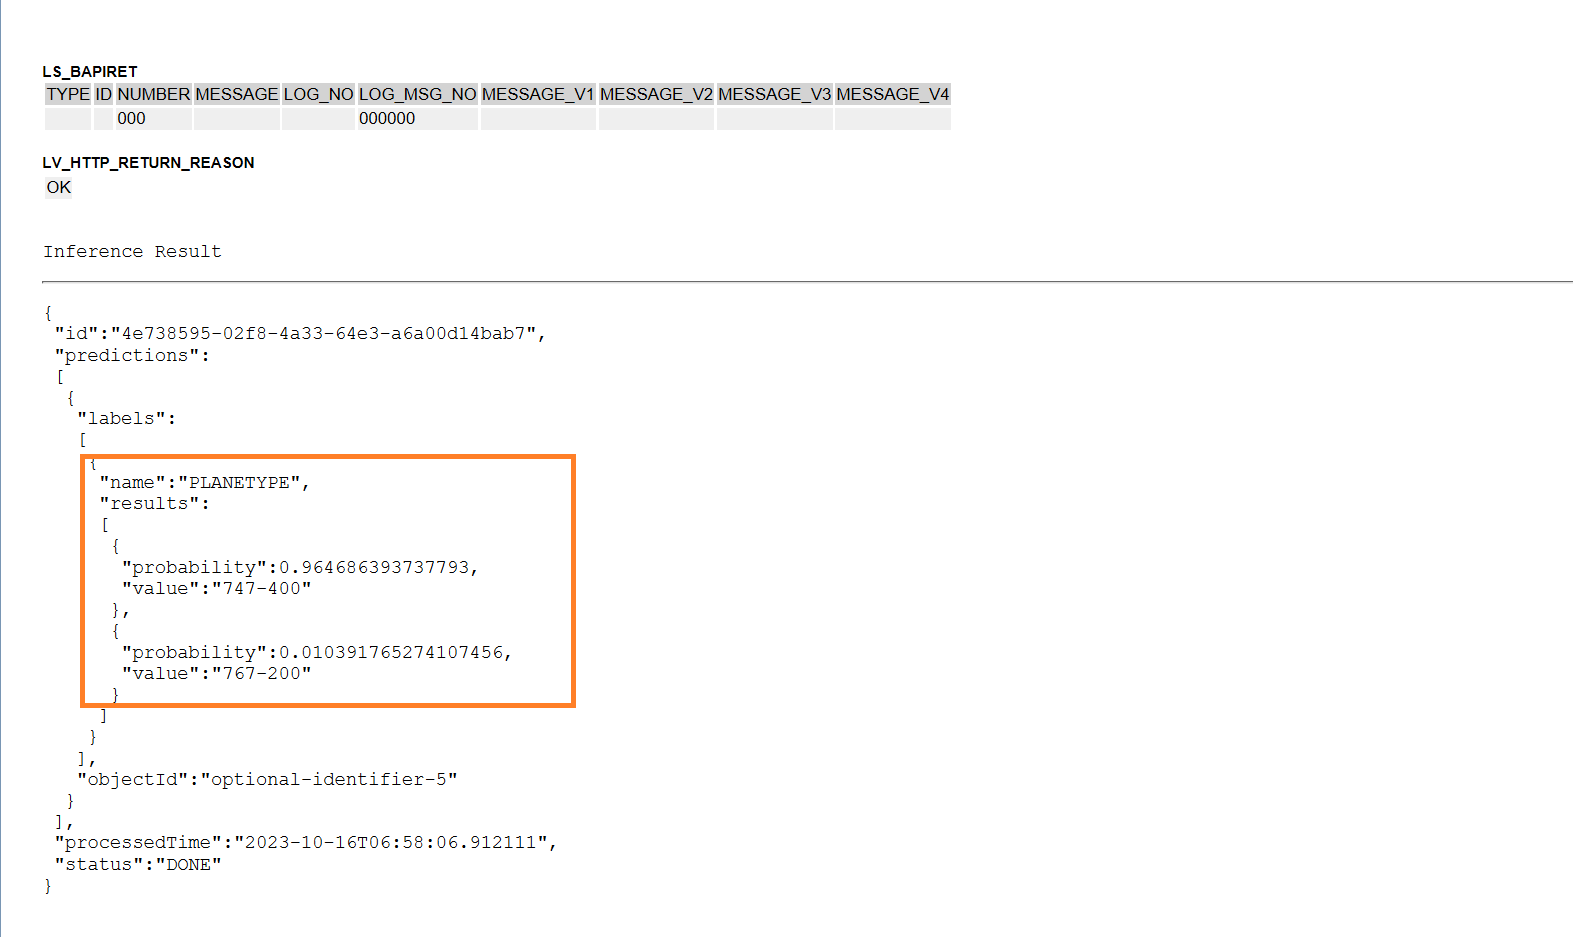 LS_BAPIRET
TYPE ID NUMBER MESSAGE LOG_NO LOG_MSG_NO MESSAGE_V1 MESSAGE_V2 MESSAGE_V3 MESSAGE_V4
000 000000
LV_HTTP_RETURN_REASON
OK
Inference Result
{
"id":"4e738595-02f8-4a33-64e3-a6a00d14bab7",
"predictions":
[
{
"labels":
[
{
"name":"PLANETYPE",
"results":
[
{
"probability":0.964686393737793,
"value":"747-400"
},
{
"probability":0.010391765274107456,
"value":"767-200"
}
]
}
],
"objectId":"optional-identifier-5"
}
],
"processedTime":"2023-10-16T06:58:06.912111",
"status":"DONE"
}